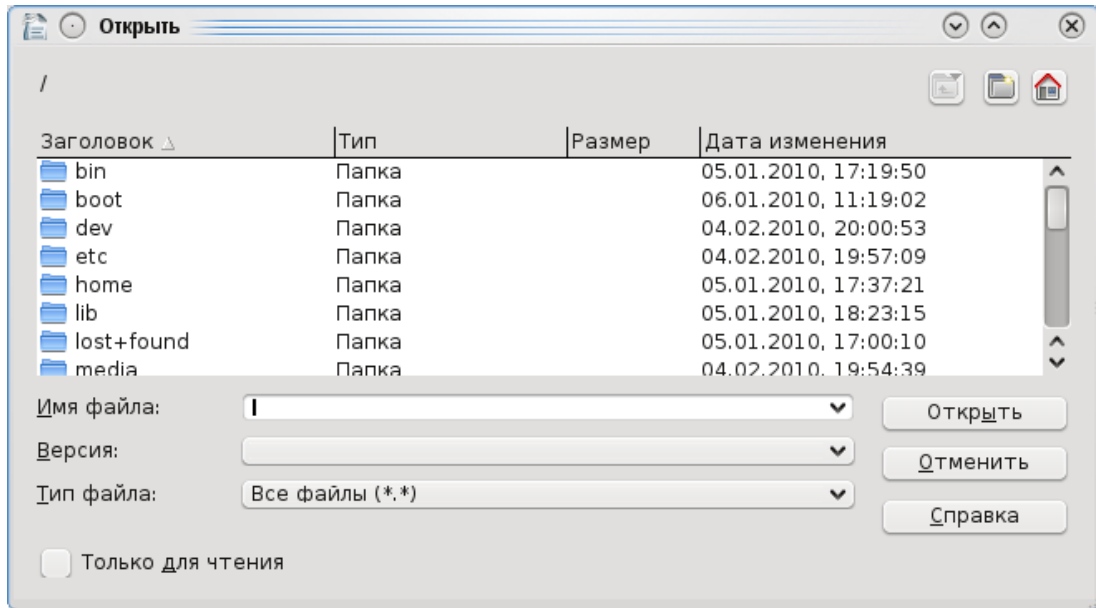 Открыть
/
Заголовок Тип Размер Дата изменения
bin Папка 05.01.2010, 17:19:50
boot Папка 06.01.2010, 11:19:02
dev Папка 04.02.2010, 20:00:53
etc Папка 04.02.2010, 19:57:09
home Папка 05.01.2010, 17:37:21
lib Папка 05.01.2010, 18:23:15
lost+found Папка 05.01.2010, 17:00:10
media Папка 04.02.2010, 19:54:39
Имя файла: Открыть
Версия: Отменить
Тип файла: Все файлы (*.*)
Справка
Только для чтения